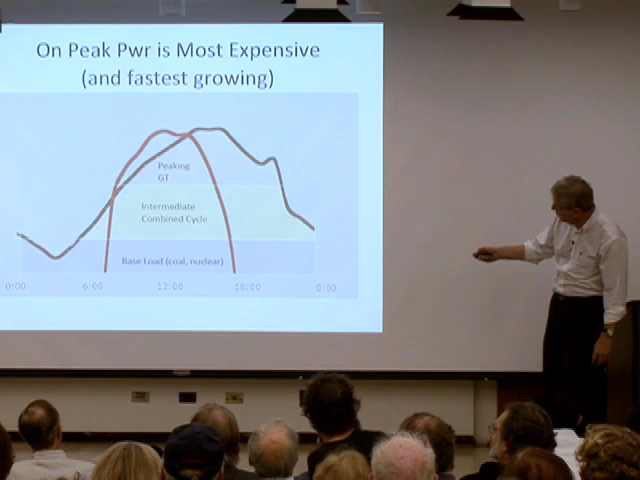 On Peak Pwr is Most Expensive
(and fastest growing)
Peaking
GT
Intermediate
Combined Cycle
Base Load (coal, nuclear)
0:00 6:00 12:00 18:00 0:00